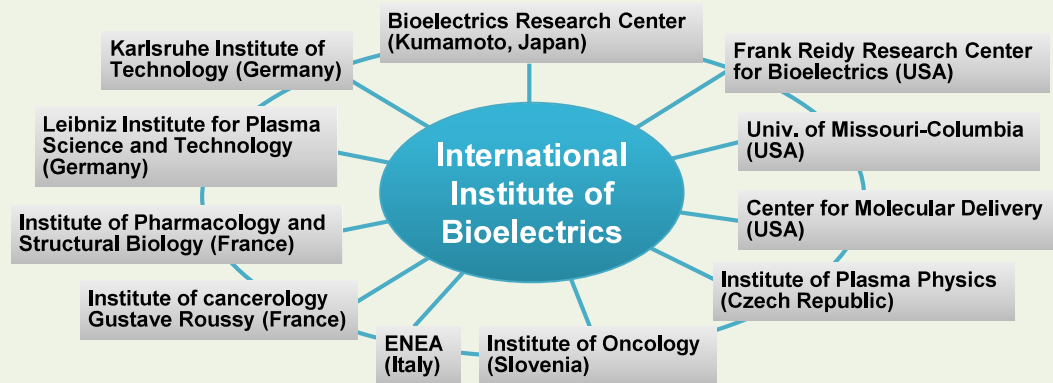 Bioelectrics Research Center
(Kumamoto, Japan)
Karlsruhe Institute of
Technology (Germany)
Frank Reidy Research Center
for Bioelectrics (USA)
Leibniz Institute for Plasma
Science and Technology
(Germany)
International
Institute of
Bioelectrics
Univ. of Missouri-Columbia
(USA)
Institute of Pharmacology and
Structural Biology (France)
Center for Molecular Delivery
(USA)
Institute of cancerology
Gustave Roussy (France)
Institute of Plasma Physics
(Czech Republic)
ENEA
(Italy)
Institute of Oncology
(Slovenia)